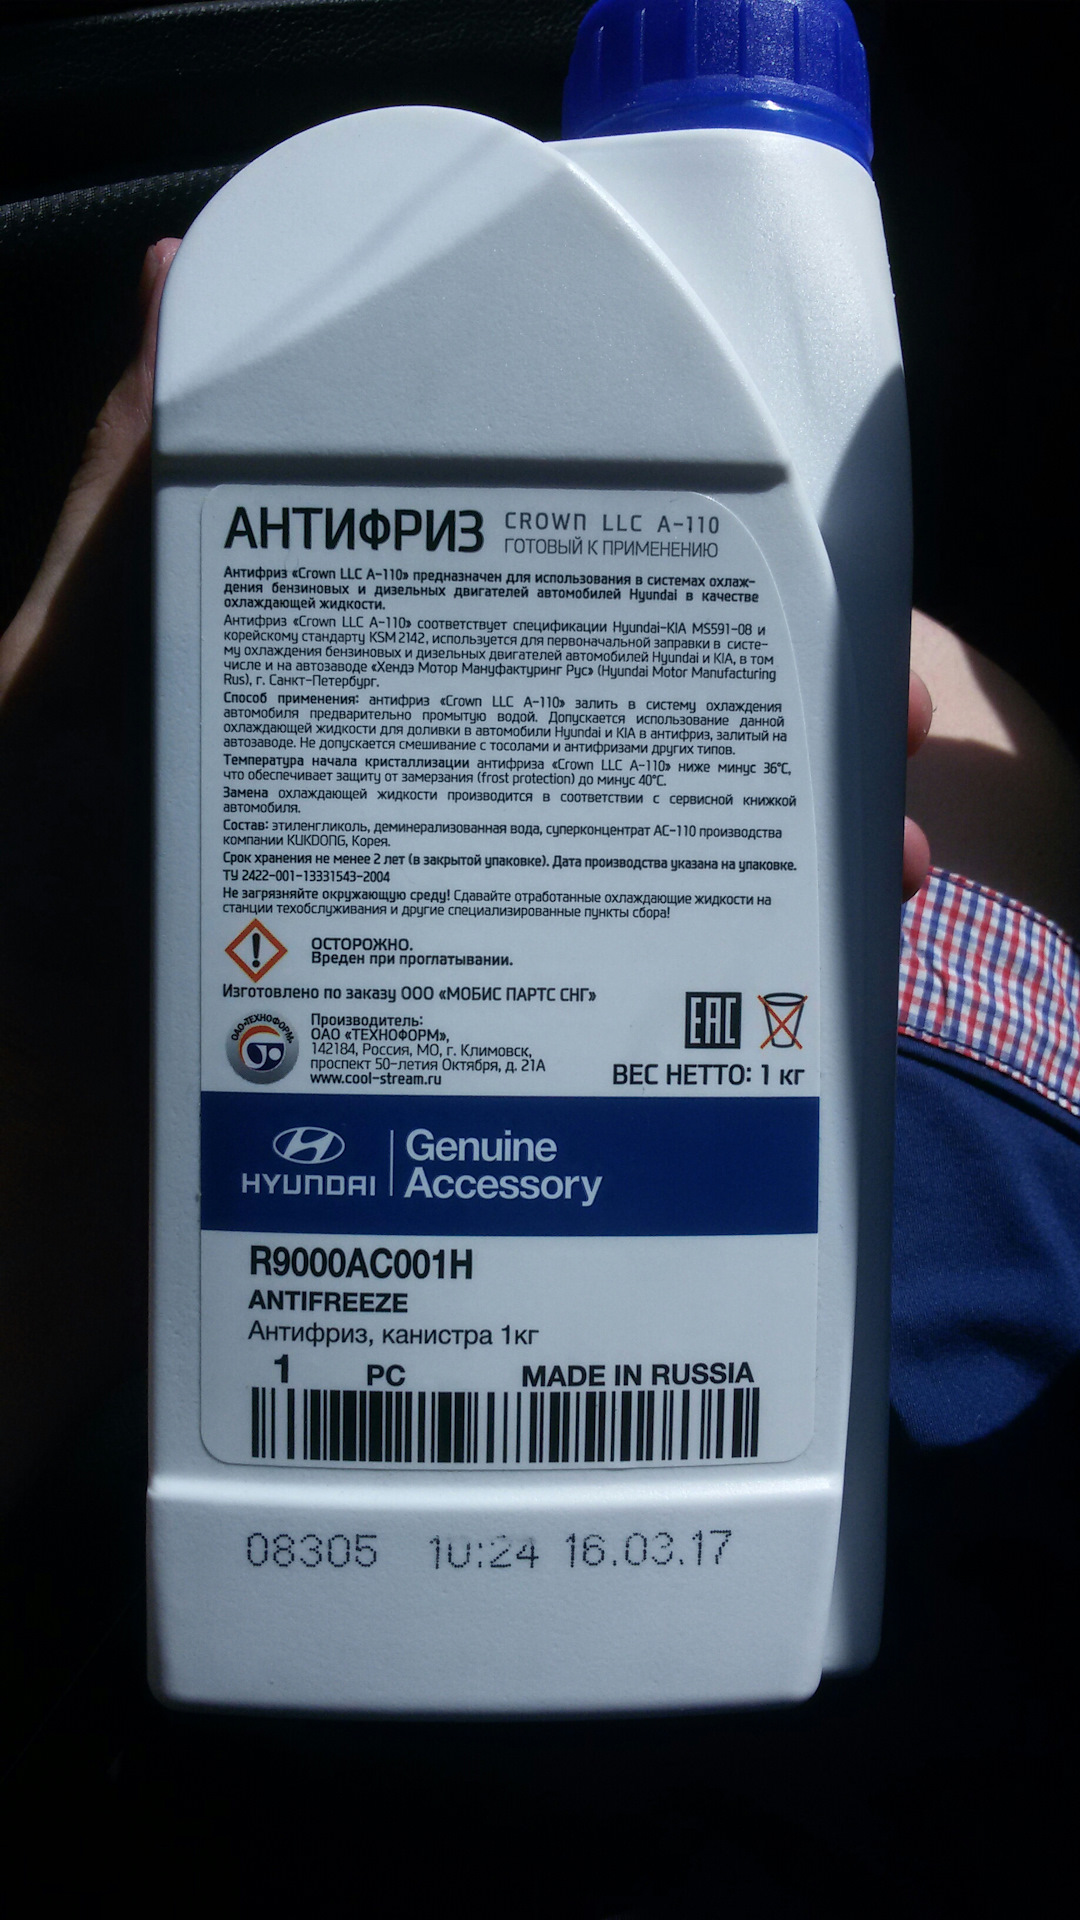 АНТИФРИЗ
CROWN LLC A-110
ГОТОВЫЙ К ПРИМЕНЕНИЮ
Антифриз «Crown LLC A-110» предназначен для использования в системах охлаж-
дения бензиновых и дизельных двигателей автомобилей Hyundai в качестве
охлаждающей жидкости.
Антифриз «Crown LLC A-110» соответствует спецификации Hyundai-KIA MS591-08 и
корейскому стандарту KSM 2142, используется для первоначальной заправки в систе-
му охлаждения бензиновых и дизельных двигателей автомобилей Hyundai и KIA, в том
числе и на автозаводе «Хендэ Мотор Мануфактуринг Рус» (Hyundai Motor Manufacturing
Rus), г. Санкт-Петербург.
Способ применения: антифриз «Crown LLC A-110» залить в систему охлаждения
автомобиля предварительно промытую водой. Допускается использование данной
охлаждающей жидкости для доливки в автомобили Hyundai и KIA в антифриз, залитый на
автозаводе. Не допускается смешивание с тосолами и антифризами других типов.
Температура начала кристаллизации антифриза «Crown LLC A-110» ниже минус 36°C,
что обеспечивает защиту от замерзания (frost protection) до минус 40°C.
Замена охлаждающей жидкости производится в соответствии с сервисной книжкой
автомобиля.
Состав: этиленгликоль, деминерализованная вода, суперконцентрат АС-110 производства
компании KUKDONG, Корея.
Срок хранения не менее 2 лет (в закрытой упаковке). Дата производства указана на упаковке.
ТУ 2422-001-13331543-2004
Не загрязняйте окружающую среду! Сдавайте отработанные охлаждающие жидкости на
станции техобслуживания и другие специализированные пункты сбора!
ОСТОРОЖНО.
Вреден при проглатывании.
Изготовлено по заказу ООО «МОБИС ПАРТС СНГ»
ОАО «ТЕХНОФОРМ»
Производитель:
ОАО «ТЕХНОФОРМ»,
142184, Россия, МО, г. Климовск,
проспект 50-летия Октября, д. 21А
www.cool-stream.ru
EAC
ВЕС НЕТТО: 1 кг
HYUNDAI
Genuine
Accessory
R9000AC001H
ANTIFREEZE
Антифриз, канистра 1кг
1 PC MADE IN RUSSIA
08305 10:24 16.03.17